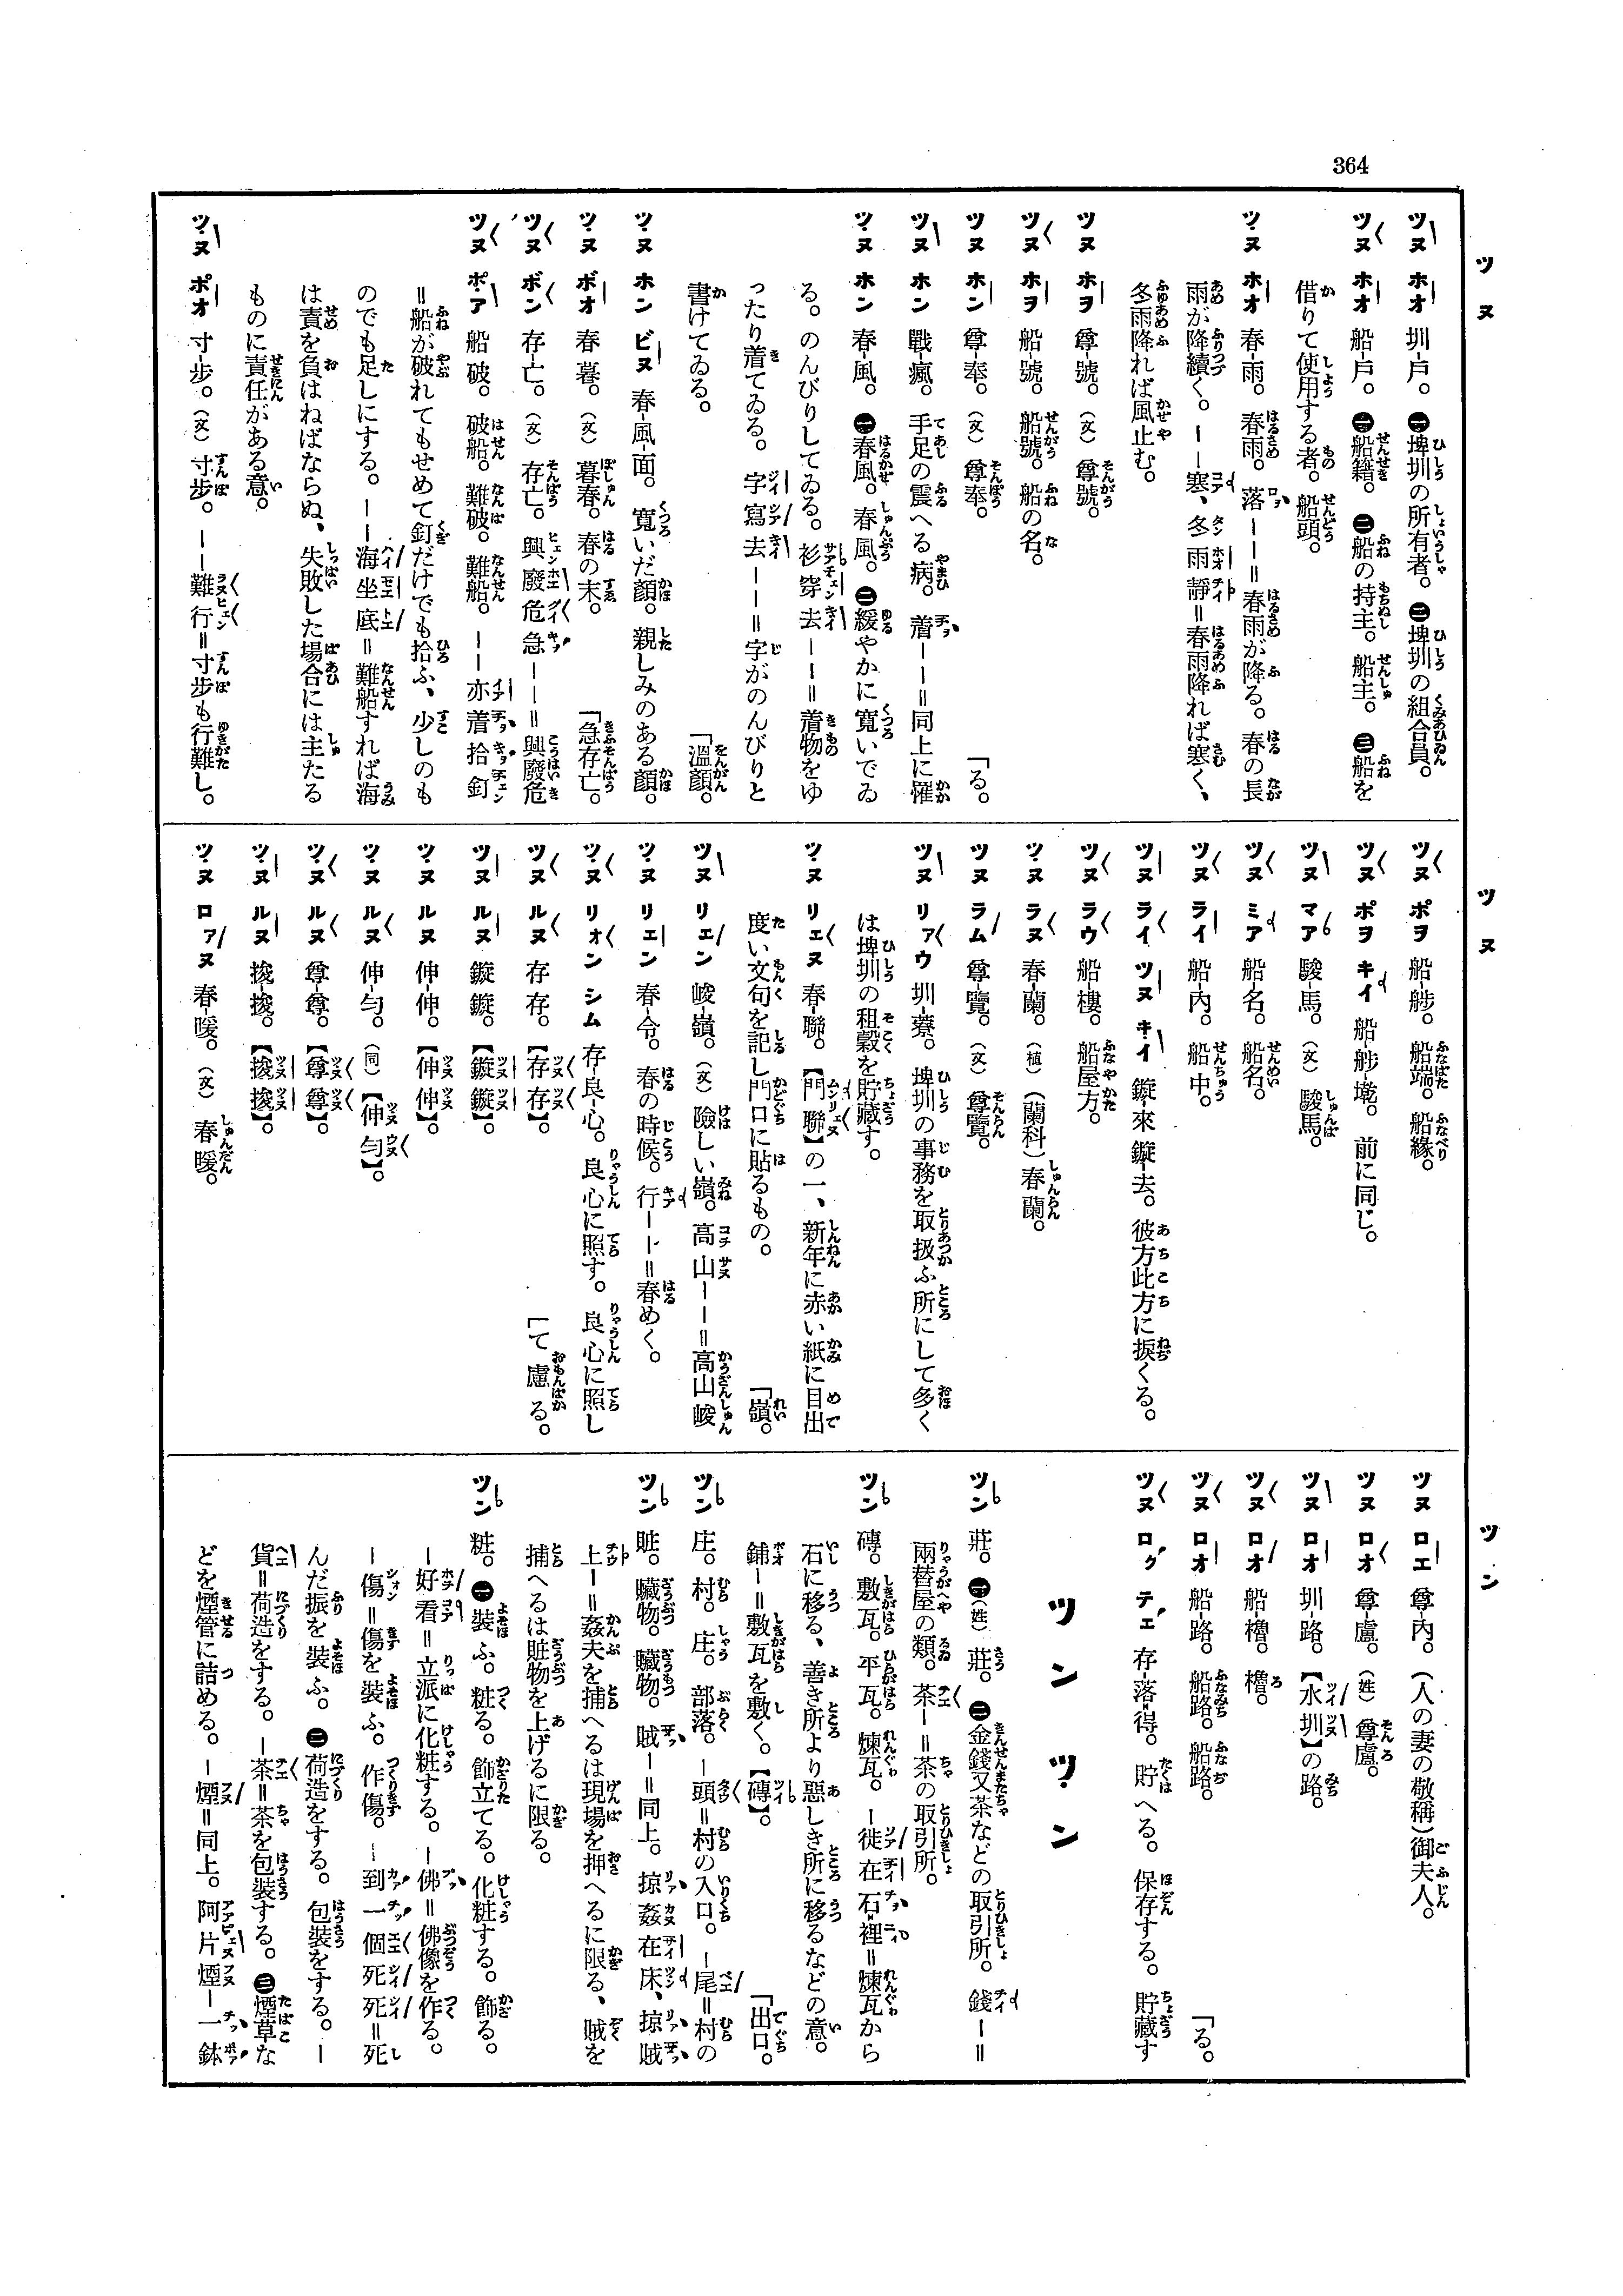 364
ツヌ
ツヌ ホオ 圳-戶。㊀埤圳の所有者。㊁埤圳の組合員。
ツヌ ホオ 船-戶。㊀船籍。㊁船の持主。船主。㊂船を
借りて使用する者。船頭。
ツヌ ホオ 春-雨。春雨。落――＝春雨が降る。春の長
雨が降續く。――寒、冬雨靜＝春雨降れば寒く、
冬雨降れば風止む。
ツヌ ホヲ 尊-號。（文）尊號。
ツヌ ホヲ 船-號。船號。船の名。
ツヌ ホン 尊-奉。（文）尊奉。
ツヌ ホン 戰-瘋。手足の震へる病。着――＝同上に罹「る。
ツヌ ホン 春-風。㊀春風。春風。㊁緩やかに寬いでゐ
る。のんびりしてゐる。衫穿去――＝着物をゆ
ったり着てゐる。字寫去――＝字がのんびりと
書けてゐる。
ツヌ ホン ビヌ 春-風-面。寬いだ顏。親しみのある顏。「溫顏。
ツヌ ボオ 春-暮。（文）暮春。春の末。
ツヌ ボン 存-亡。（文）存亡。興廢危急――＝興廢危「急存亡。
ツヌ ポア 船-破。破船。難破。難船。――亦着拾釘
＝船が破れてもせめて釘だけでも拾ふ、少しのも
のでも足しにする。――海坐底＝難船すれば海
は責を負はねばならぬ、失敗した場合には主たる
ものに責任がある意。
ツヌ ポオ 寸-步。（文）寸步。――難行＝寸步も行難し。
ツヌ
ツヌ ポヲ 船-舫。船端。船緣。
ツヌ ポヲ キイ 船-舫-墘。前に同じ。
ツヌ マア 駿-馬。（文）駿馬。
ツヌ ミア 船-名。船名。
ツヌ ライ 船-內。船中。
ツヌ ライ ツヌ キイ 鏇-來 鏇-去。彼方此方に捩くる。
ツヌ ラウ 船-樓。船屋方。
ツヌ ラヌ 春-蘭。（植）（蘭科）春蘭。
ツヌ ラム 尊-覽。（文）尊覽。
ツヌ リァウ 圳-藔。埤圳の事務を取扱ふ所にして多く
は埤圳の租穀を貯藏す。
ツヌ リェヌ 春-聯。【門聯】の一、新年に赤い紙に目出
度い文句を記し門口に貼るもの。
ツヌ リェン 峻-嶺。（文）險しい嶺。高山――＝高山峻「嶺。
ツヌ リェン 春-令。春の時候。行――＝春めく。
ツヌ リォン シム 存-良-心。良心に照す。良心に照し「て慮る。
ツヌ ルヌ 存-存。【存存】。
ツヌ ルヌ 鏇-鏇。【鏇鏇】。
ツヌ ルヌ 伸-伸。【伸伸】。
ツヌ ルヌ 伸-勻。（同）【伸勻】。
ツヌ ルヌ 尊-尊。【尊尊】。
ツヌ ルヌ 捘-捘。【捘捘】。
ツヌ ロァヌ 春-暖。（文）春暖。
ツン
ツヌ ロエ 尊-內。（人の妻の敬稱）御夫人。
ツヌ ロオ 尊-盧。（姓）尊盧。
ツヌ ロオ 圳-路。【水圳】の路。
ツヌ ロオ 船-櫓。櫓。
ツヌ ロオ 船-路。船路。船路。
ツヌ ロク テェ 存-落-得。貯へる。保存する。貯藏す「る。
ツン ツン
ツン 莊。㊀（姓）莊。㊁金錢又茶などの取引所。錢―＝
兩替屋の類。茶―＝茶の取引所。
ツン 磚。敷瓦。平瓦。煉瓦。―徙在石裡＝煉瓦から
石に移る、善き所より惡しき所に移るなどの意。
鋪―＝敷瓦を敷く。【磚】。
ツン 庄。村。庄。部落。―頭＝村の入口。―尾＝村の「出口。
ツン 賍。贓物。贓物。賊―＝同上。掠姦在床、掠賊
上―＝姦夫を捕へるは現場を押へるに限る、賊を
捕へるは賍物を上げるに限る。
ツン 粧。㊀裝ふ。粧る。飾立てる。化粧する。飾る。
―好看＝立派に化粧する。―佛＝佛像を作る。
―傷＝傷を裝ふ。作傷。―到一個死死＝死
んだ振を裝ふ。㊁荷造をする。包裝をする。―
貨＝荷造をする。―茶＝茶を包裝する。㊂煙草な
どを煙管に詰める。―煙＝同上。阿片煙―一鉢